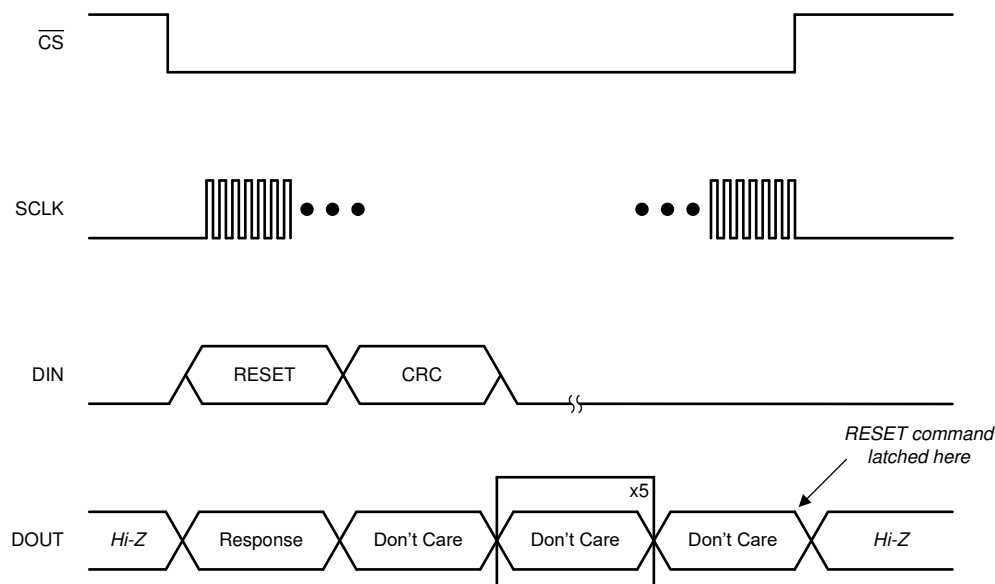 CS
SCLK
DIN
RESET
CRC
RESET command
latched here
x5
DOUT
Hi-Z
Response
Don't Care
Don't Care
Don't Care
Hi-Z